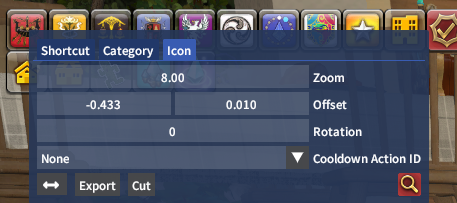 Shortcut Category Icon
8.00 Zoom
-0.433 0.010 Offset
0 Rotation
None Cooldown Action ID
Export Cut